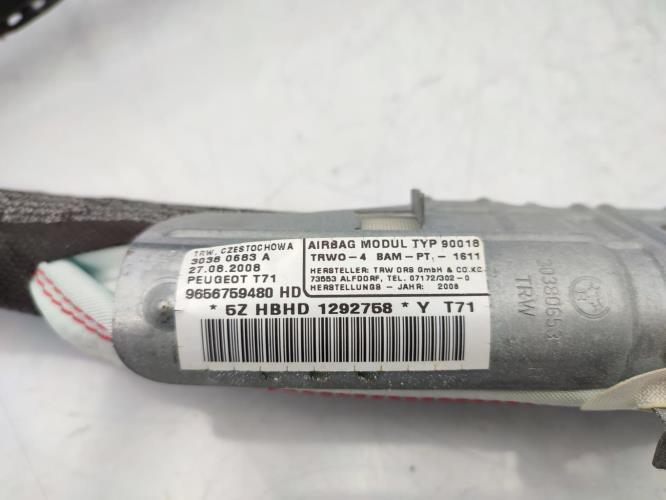 TRW, CZESTOCHOWA
3036 0683 A
27.08.2008
PEUGEOT T71
9656759480 HD
AIRBAG MODUL TYP 90018
TRWO-4 BAM-PT.-1611
HERSTELLER: TRW ORS GmbH & CO.KG
73553 ALFDORF, TEL. 07172/302-0
HERSTELLUNGS - JAHR: 2008
* 5Z HBHD 1292758 * Y T71
TRW